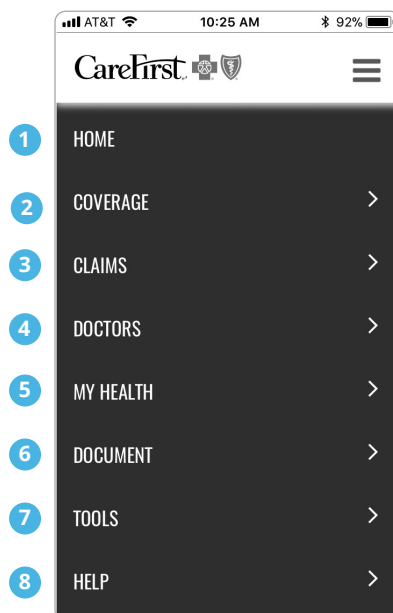 AT&T 10:25 AM 92%
CareFirst.
1 HOME
2 COVERAGE
3 CLAIMS
4 DOCTORS
5 MY HEALTH
6 DOCUMENT
7 TOOLS
8 HELP